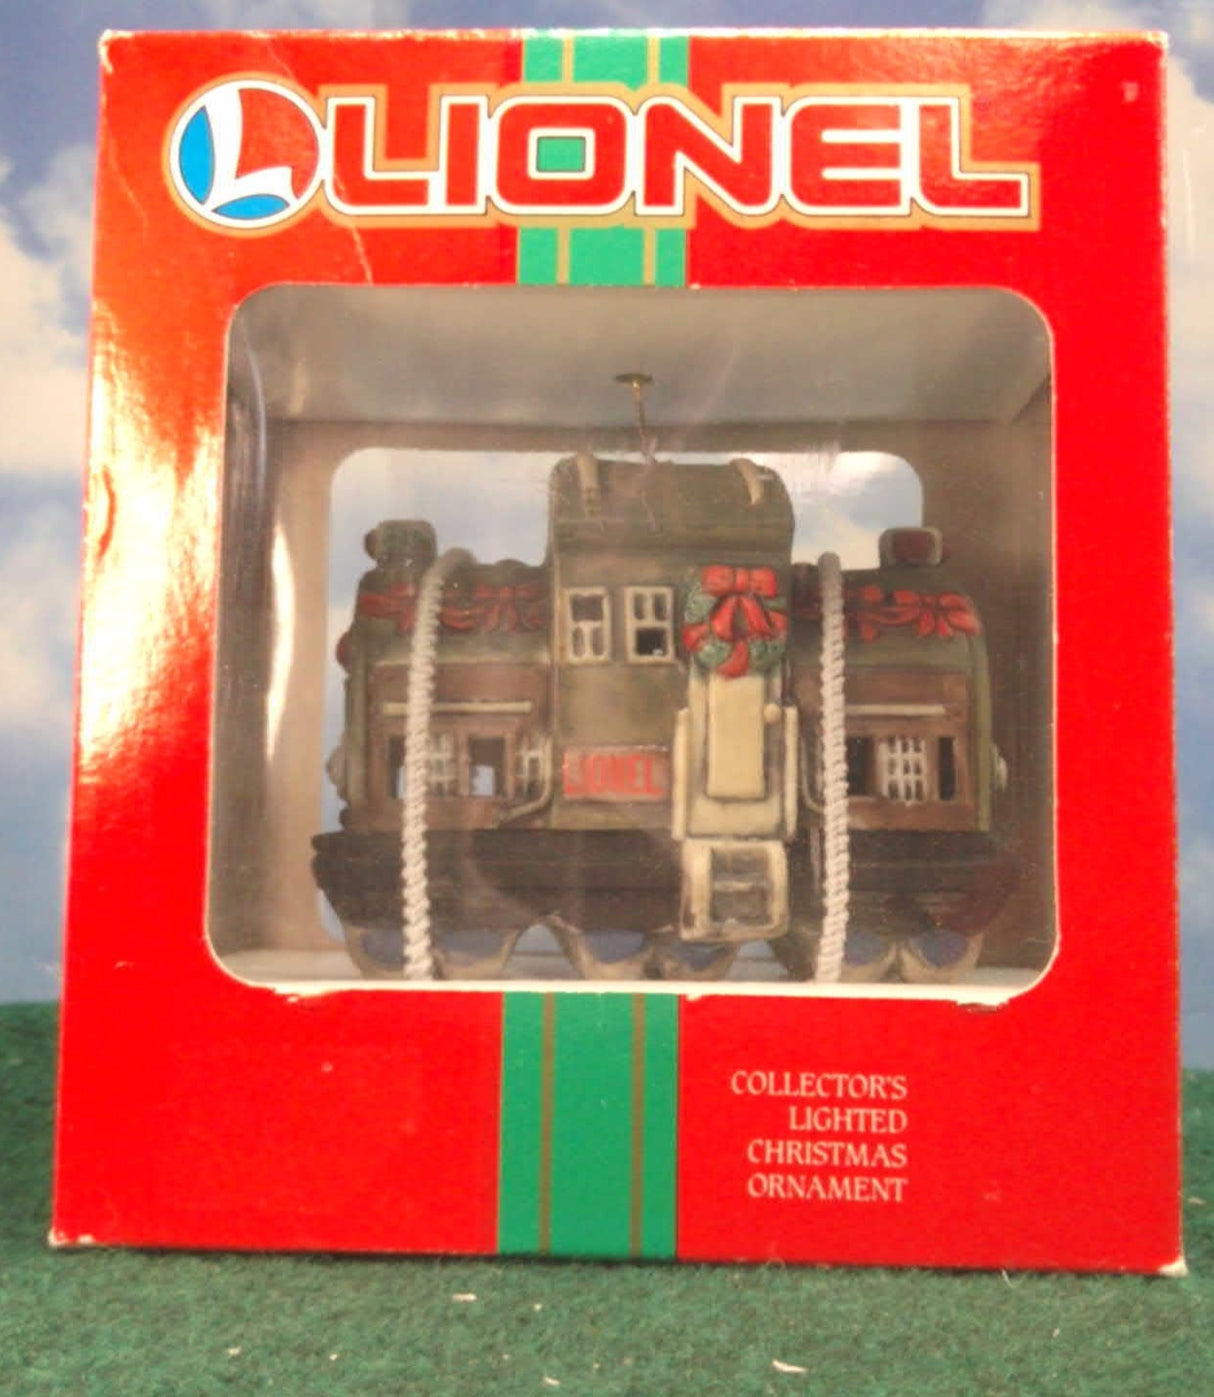 L LIONEL
LIONEL
COLLECTOR'S
LIGHTED
CHRISTMAS
ORNAMENT